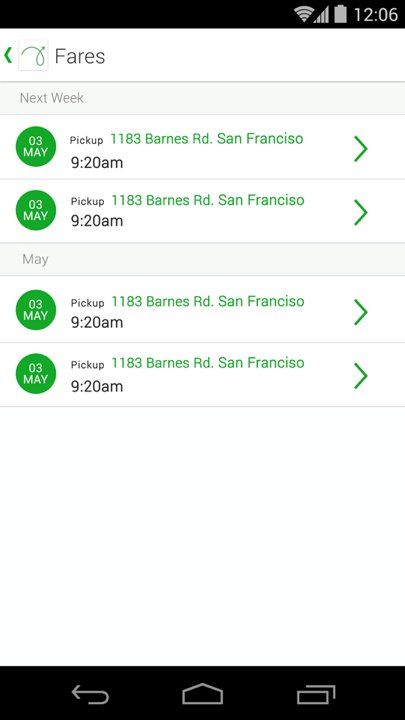 12:06
Fares
Next Week
03
MAY
Pickup 1183 Barnes Rd. San Franciso
9:20am
03
MAY
Pickup 1183 Barnes Rd. San Franciso
9:20am
May
03
MAY
Pickup 1183 Barnes Rd. San Franciso
9:20am
03
MAY
Pickup 1183 Barnes Rd. San Franciso
9:20am